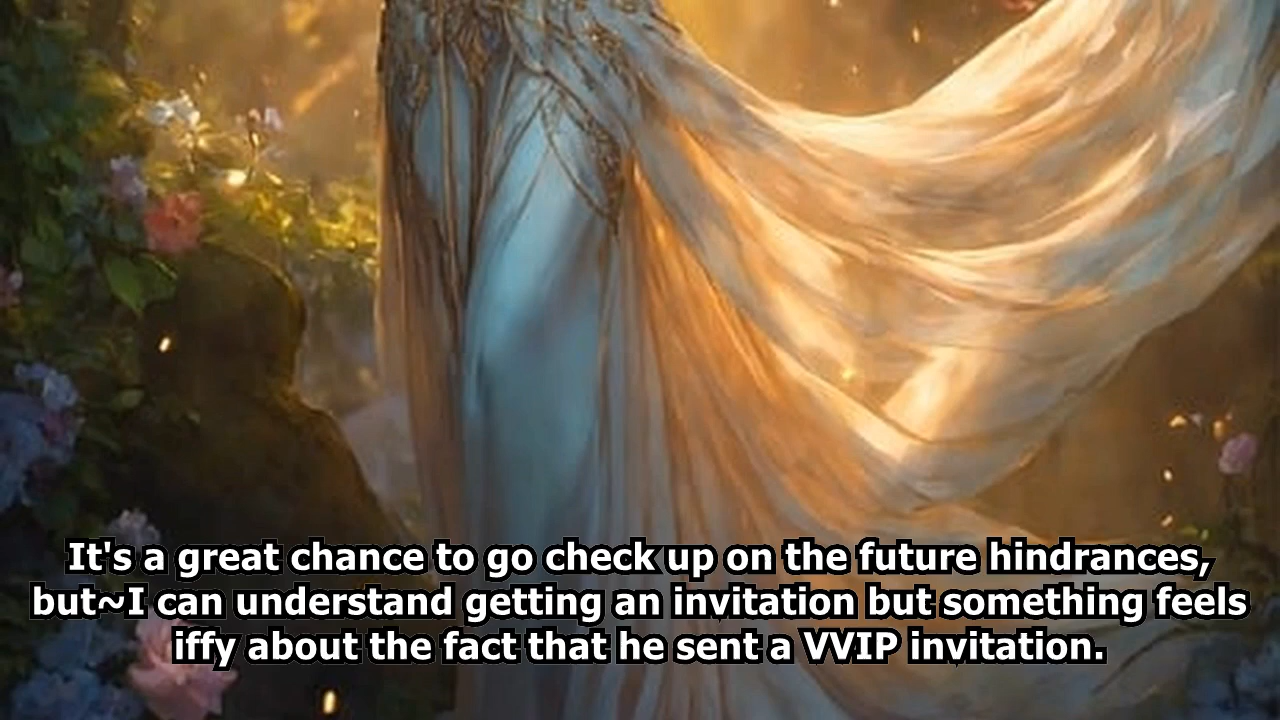 It's a great chance to go check up on the future hindrances,
but~I can understand getting an invitation but something feels
iffy about the fact that he sent a VVIP invitation.